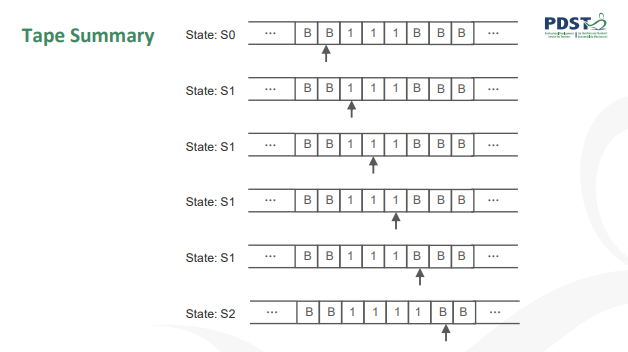 Tape Summary
PDST
State: S0 ... B B 1 1 1 B B B ...
State: S1 ... B B 1 1 1 B B B ...
State: S1 ... B B 1 1 1 B B B ...
State: S1 ... B B 1 1 1 B B B ...
State: S1 ... B B 1 1 1 B B B ...
State: S2 ... B B 1 1 1 1 B B ...